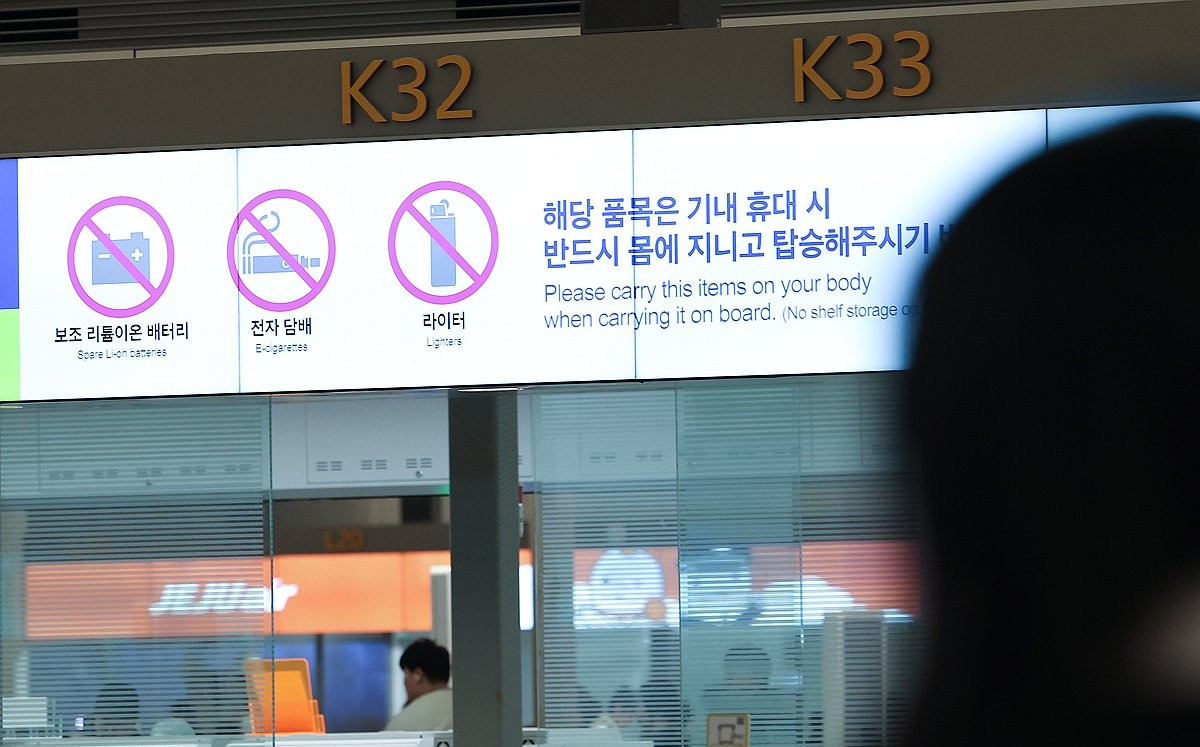 K32
K33
보조 리튬이온 배터리
Spare Li-on batteries
전자 담배
E-cigarettes
라이터
Lighters
해당 품목은 기내 휴대 시
반드시 몸에 지니고 탑승해주시기
Please carry this items on your body
when carrying it on board. (No shelf storage
JEJUair
L20